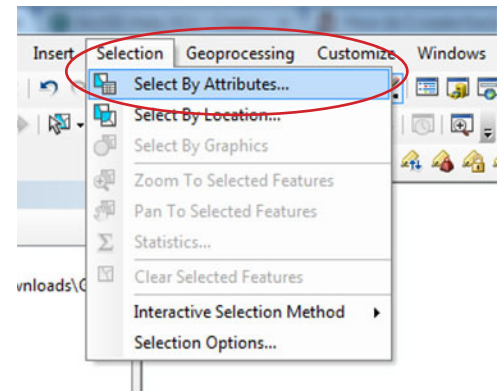 Insert Selection Geoprocessing Customize Windows
Select By Attributes...
Select By Location...
Select By Graphics
Zoom To Selected Features
Pan To Selected Features
Statistics...
Clear Selected Features
Interactive Selection Method
Selection Options...